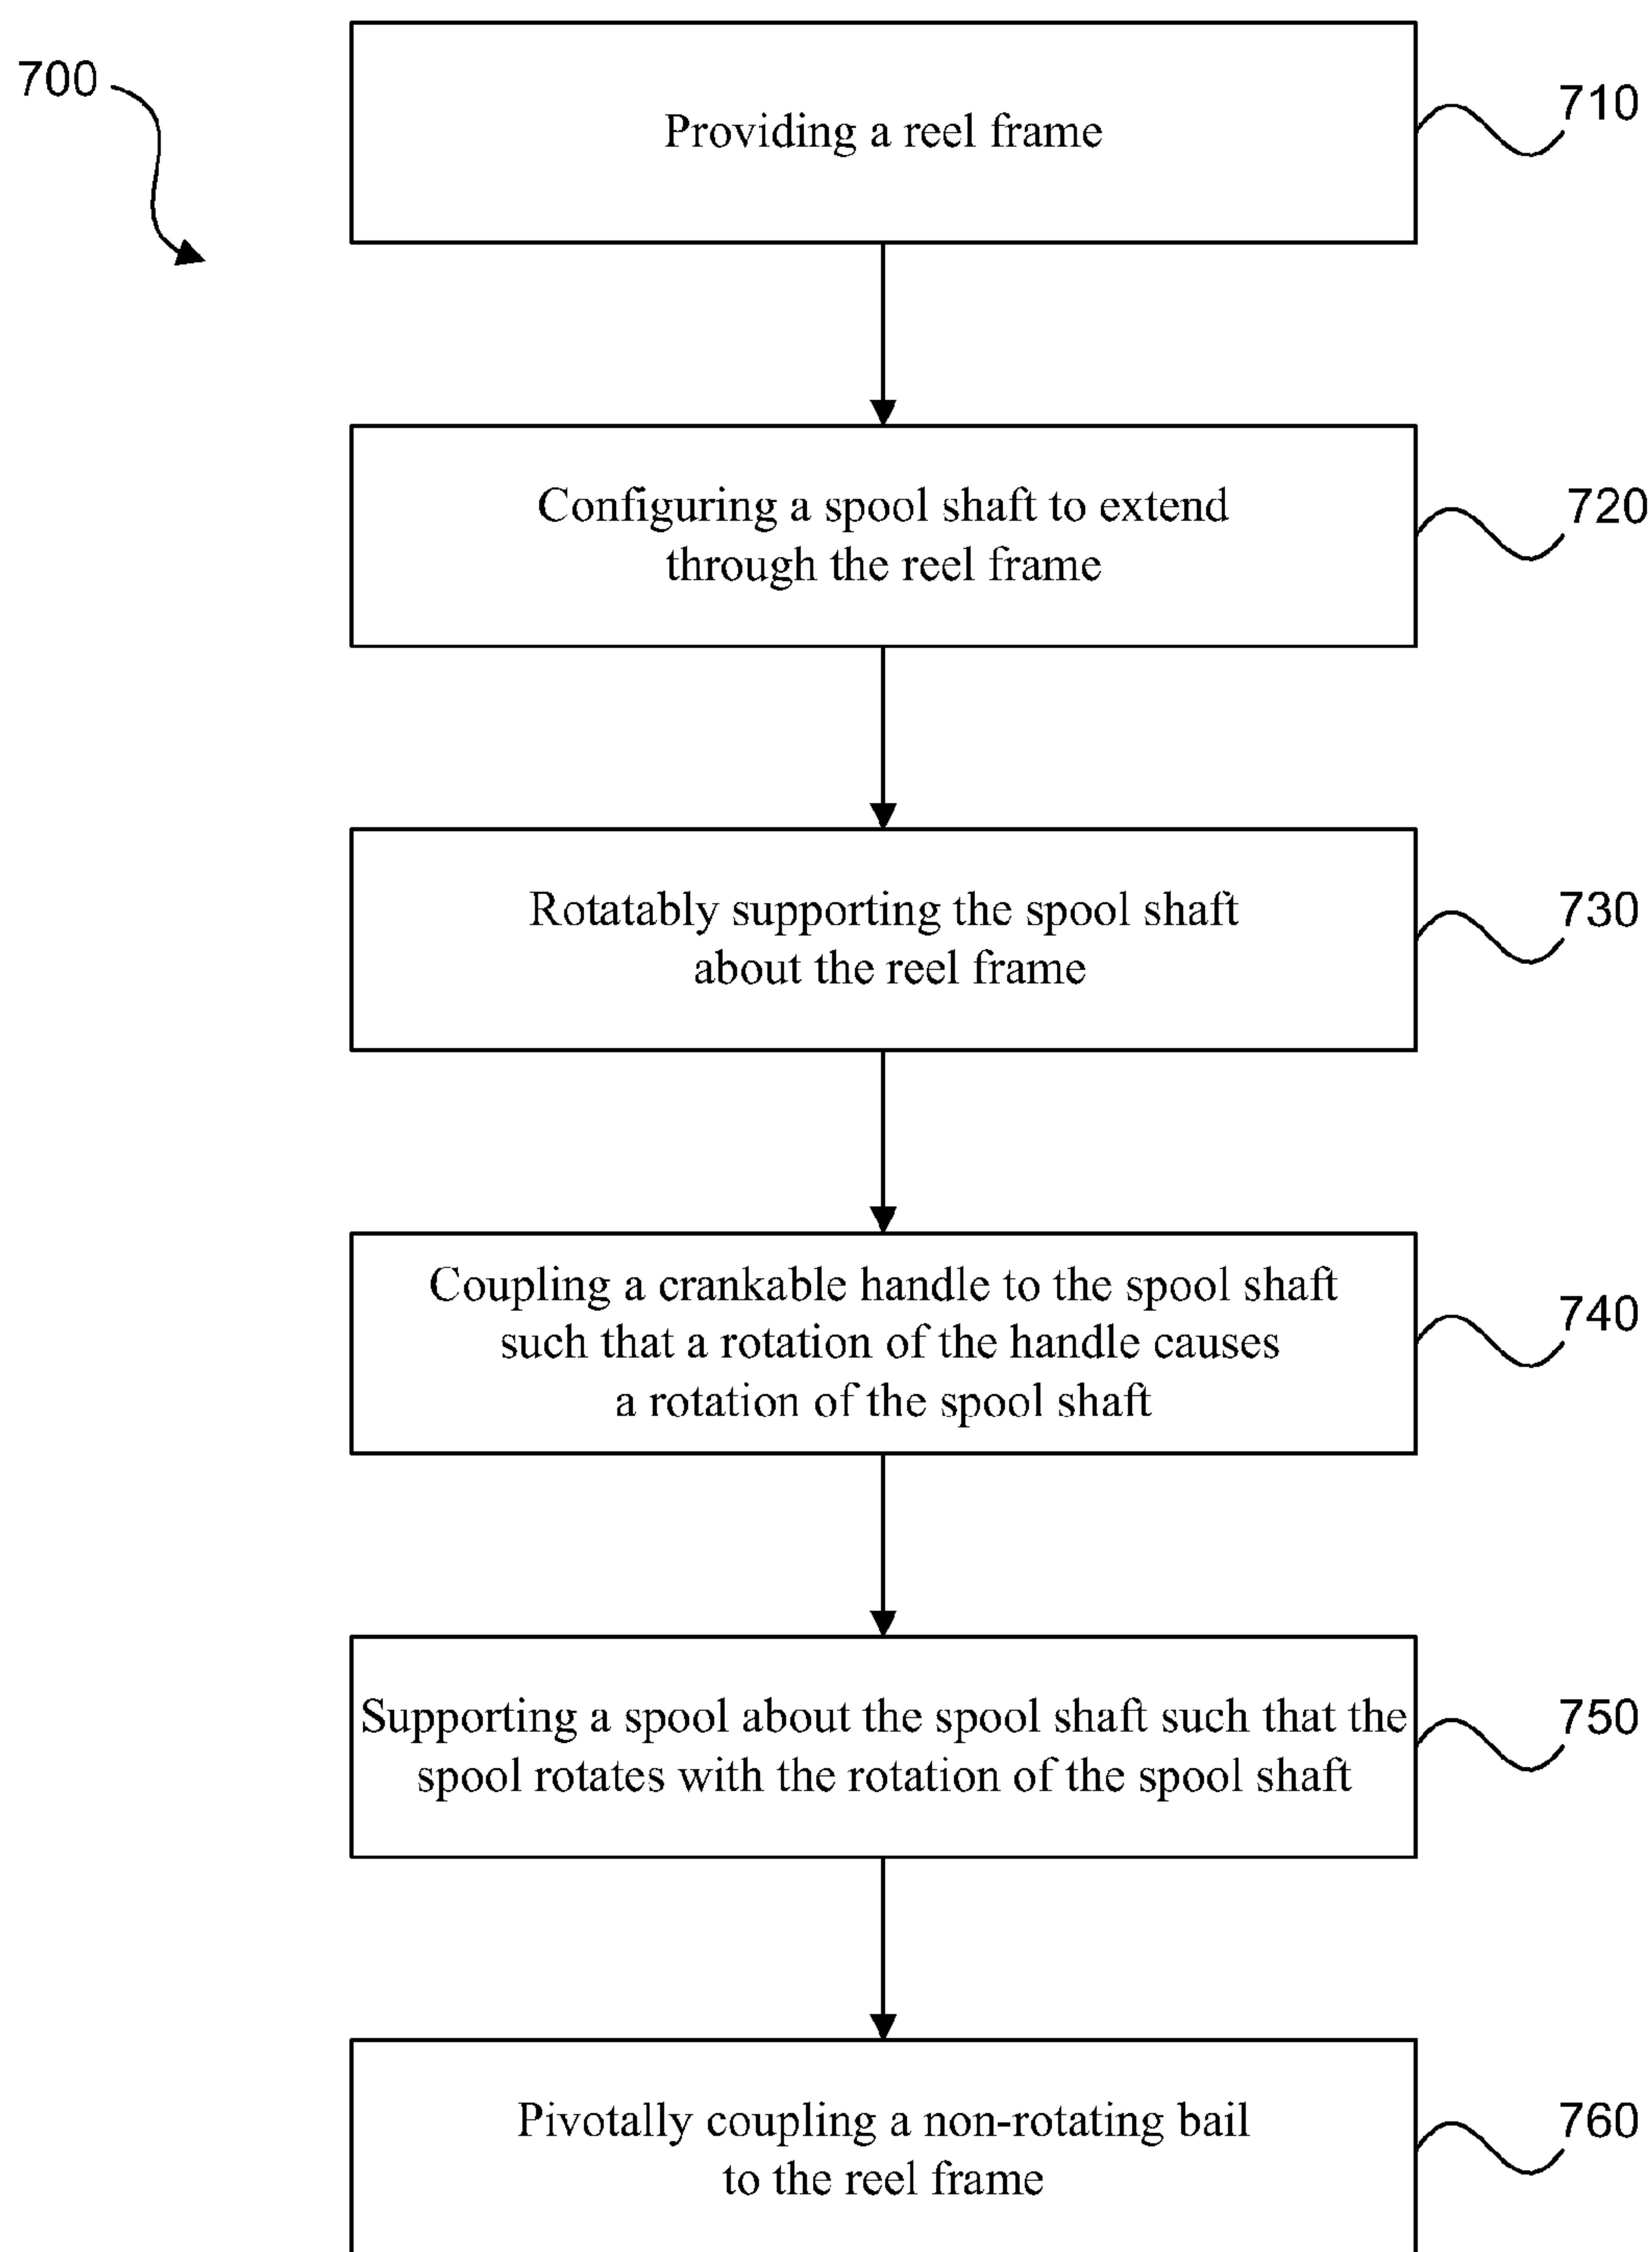 700
Providing a reel frame
710
Configuring a spool shaft to extend
through the reel frame
720
Rotatably supporting the spool shaft
about the reel frame
730
Coupling a crankable handle to the spool shaft
such that a rotation of the handle causes
a rotation of the spool shaft
740
Supporting a spool about the spool shaft such that the
spool rotates with the rotation of the spool shaft
750
Pivotally coupling a non-rotating bail
to the reel frame
760